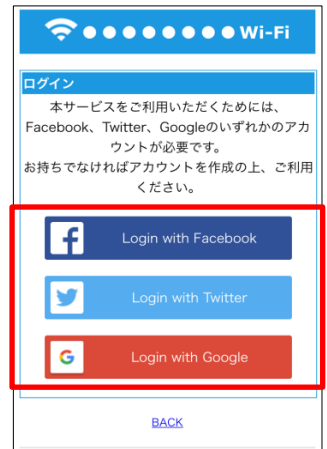 ●●●●●●●●Wi-Fi
ログイン
本サービスをご利用いただくためには、
Facebook、Twitter、Googleのいずれかのアカ
ウントが必要です。
お持ちでなければアカウントを作成の上、ご利用
ください。
Login with Facebook
Login with Twitter
Login with Google
BACK